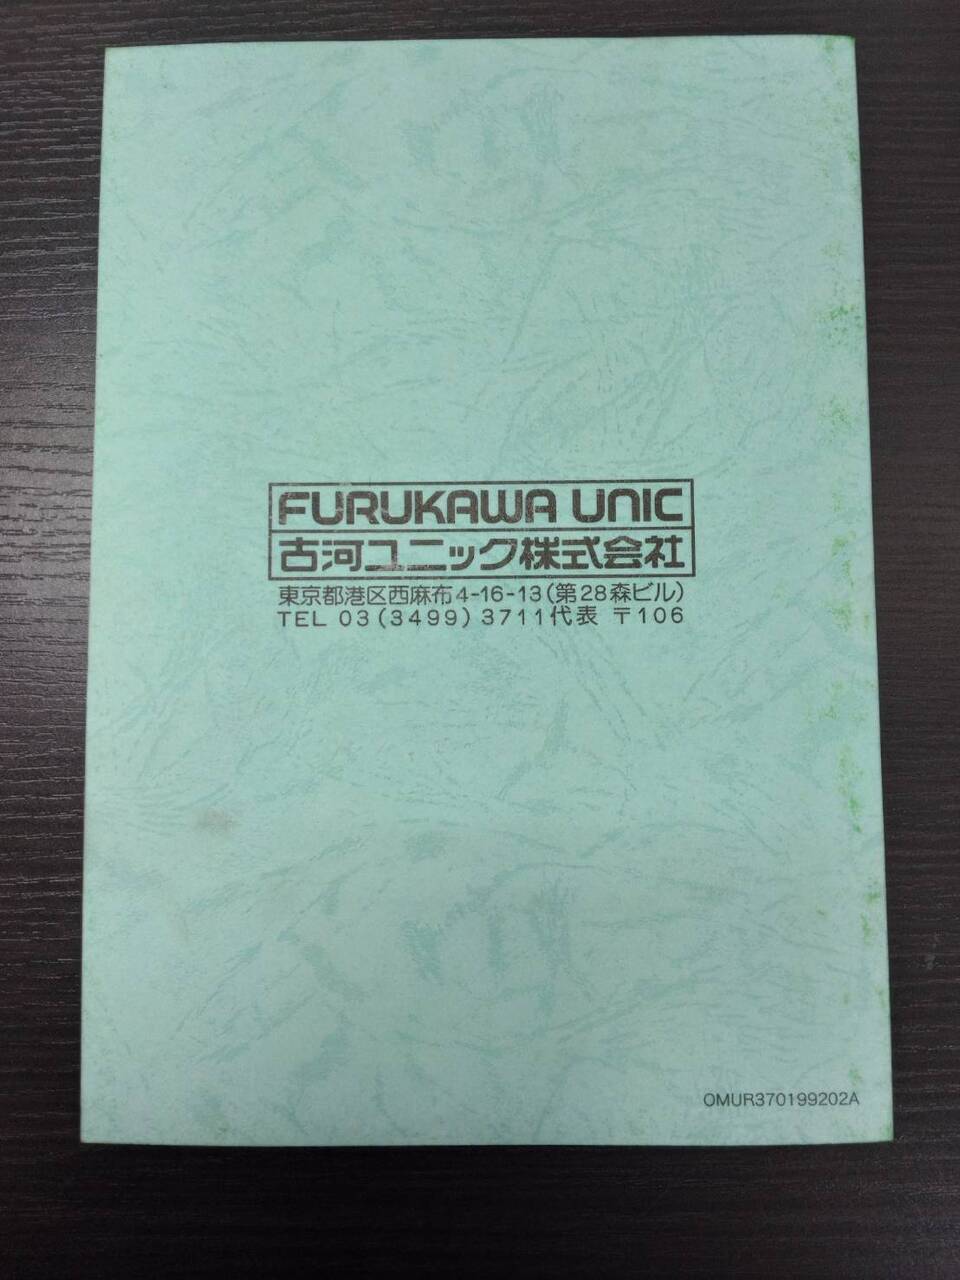 FURUKAWA UNIC
古河ユニック株式会社
東京都港区西麻布4-16-13(第28森ビル)
TEL 03(3499)3711代表 〒106
OMUR370199202A